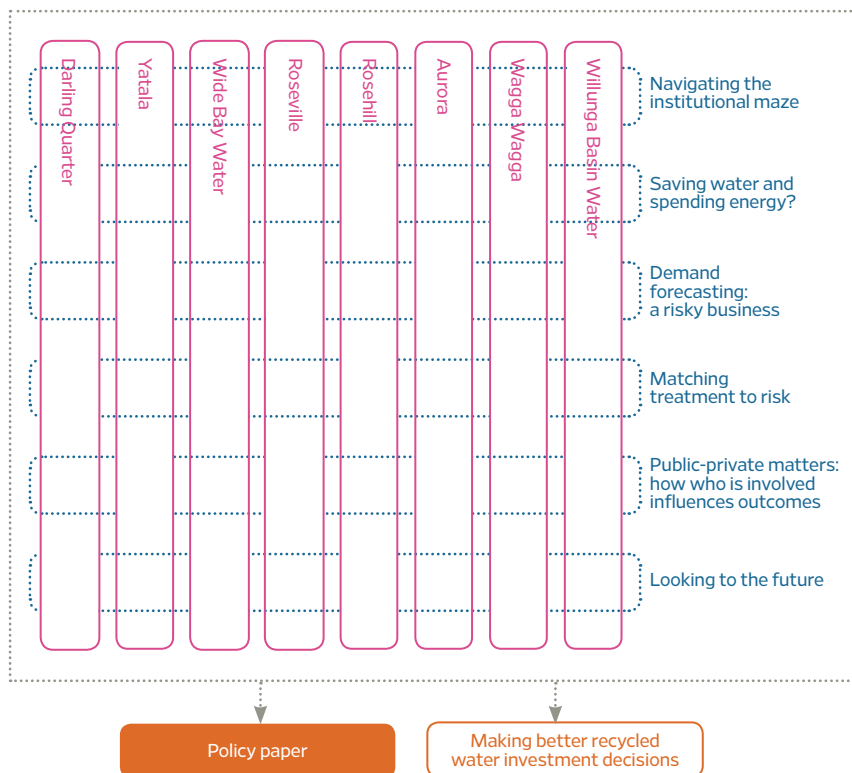 Darling Quarter
Yatala
Wide Bay Water
Roseville
Rosehill
Aurora
Wagga Wagga
Willunga Basin Water
Navigating the
institutional maze
Saving water and
spending energy?
Demand
forecasting:
a risky business
Matching
treatment to risk
Public-private matters:
how who is involved
influences outcomes
Looking to the future
Policy paper
Making better recycled
water investment decisions